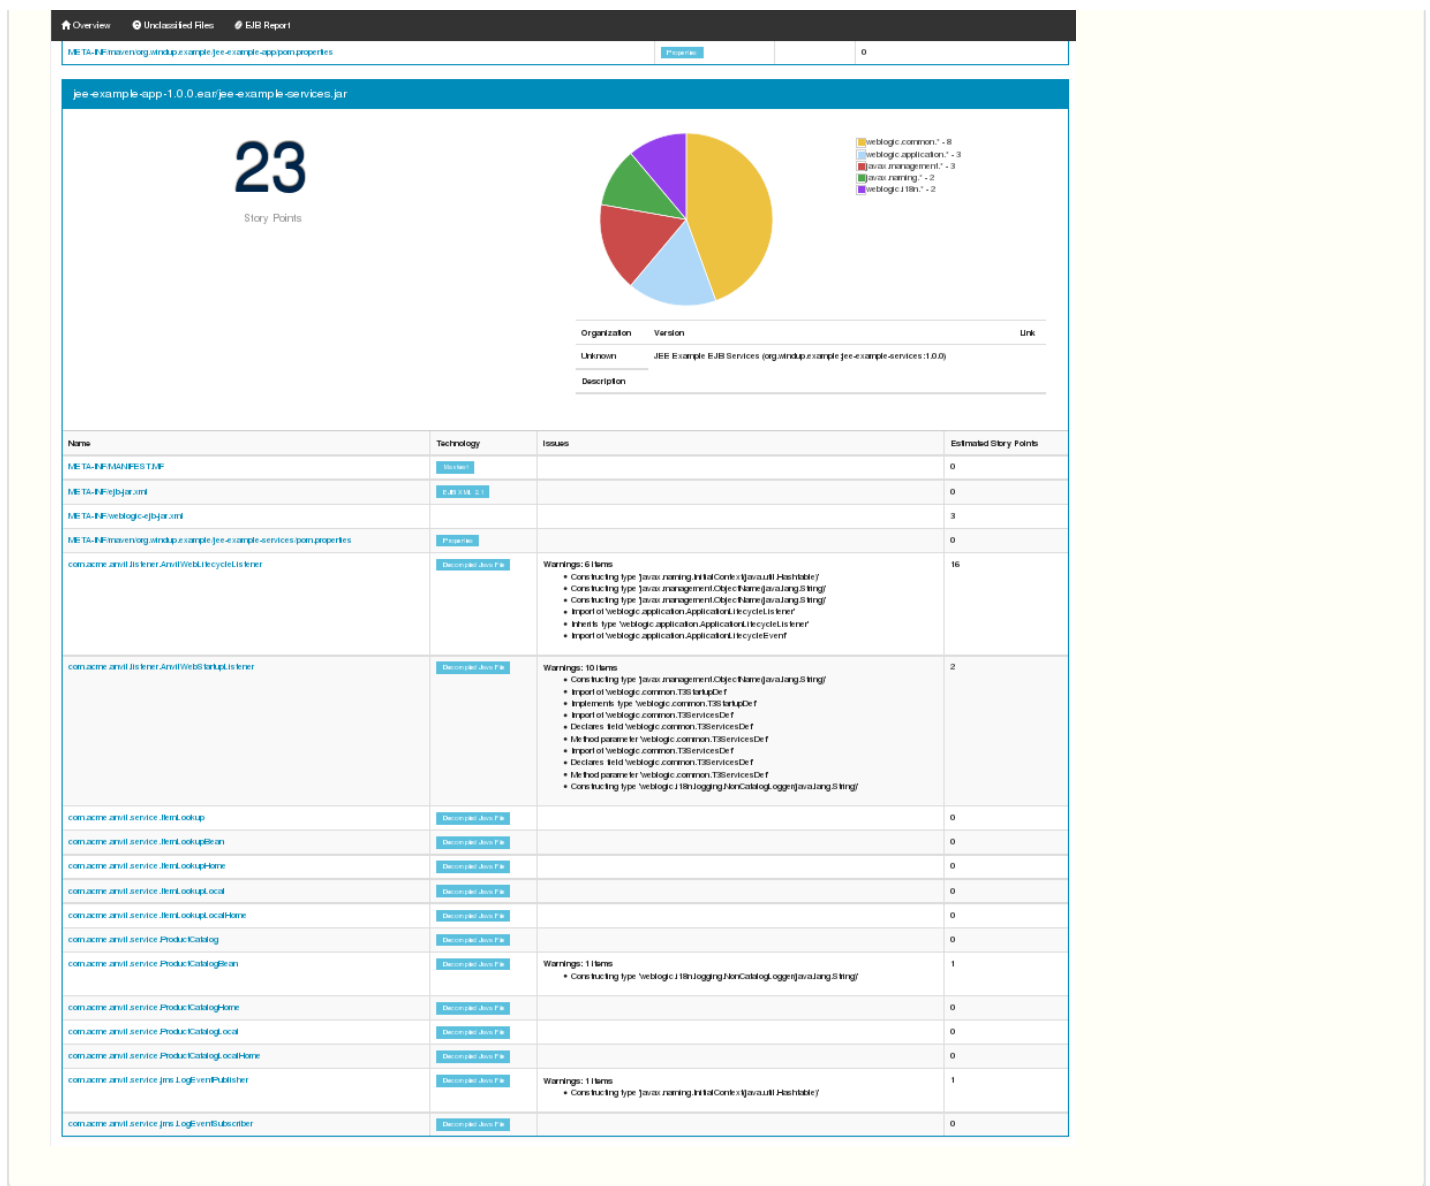 Overview Unclassified Files EJB Report
META-INF/maven/org.windup.example/jee-example-app/pom.properties Properties 0
jee-example-app-1.0.0.ear/jee-example-services.jar
23
Story Points
weblogic.common.* - 8
weblogic.application.* - 3
javax.management.* - 3
javax.naming.* - 2
weblogic.i18n.* - 2
Organization Version Link
Unknown JEE Example EJB Services (org.windup.example:jee-example-services:1.0.0)
Description
Name Technology Issues Estimated Story Points
META-INF/MANIFEST.MF Manifest 0
META-INF/ejb-jar.xml EJB XML 2.1 0
META-INF/weblogic-ejb-jar.xml 3
META-INF/maven/org.windup.example/jee-example-services/pom.properties Properties 0
com.acme.anvil.listener.AnvilWebLifecycleListener Decompiled Java File Warnings: 6 items 16
• Constructing type 'javax.naming.InitialContext(java.util.Hashtable)'
• Constructing type 'javax.management.ObjectName(java.lang.String)'
• Constructing type 'javax.management.ObjectName(java.lang.String)'
• Import of 'weblogic.application.ApplicationLifecycleListener'
• Inherits type 'weblogic.application.ApplicationLifecycleListener'
• Import of 'weblogic.application.ApplicationLifecycleEvent'
com.acme.anvil.listener.AnvilWebStartupListener Decompiled Java File Warnings: 10 items 2
• Constructing type 'javax.management.ObjectName(java.lang.String)'
• Import of 'weblogic.common.T3StartupDef'
• Implements type 'weblogic.common.T3StartupDef'
• Import of 'weblogic.common.T3ServicesDef'
• Declares field 'weblogic.common.T3ServicesDef'
• Method parameter 'weblogic.common.T3ServicesDef'
• Import of 'weblogic.common.T3ServicesDef'
• Declares field 'weblogic.common.T3ServicesDef'
• Method parameter 'weblogic.common.T3ServicesDef'
• Constructing type 'weblogic.i18n.logging.NonCatalogLogger(java.lang.String)'
com.acme.anvil.service.ItemLookup Decompiled Java File 0
com.acme.anvil.service.ItemLookupBean Decompiled Java File 0
com.acme.anvil.service.ItemLookupHome Decompiled Java File 0
com.acme.anvil.service.ItemLookupLocal Decompiled Java File 0
com.acme.anvil.service.ItemLookupLocalHome Decompiled Java File 0
com.acme.anvil.service.ProductCatalog Decompiled Java File 0
com.acme.anvil.service.ProductCatalogBean Decompiled Java File Warnings: 1 items 1
• Constructing type 'weblogic.i18n.logging.NonCatalogLogger(java.lang.String)'
com.acme.anvil.service.ProductCatalogHome Decompiled Java File 0
com.acme.anvil.service.ProductCatalogLocal Decompiled Java File 0
com.acme.anvil.service.ProductCatalogLocalHome Decompiled Java File 0
com.acme.anvil.service.jms.LogEventPublisher Decompiled Java File Warnings: 1 items 1
• Constructing type 'javax.naming.InitialContext(java.util.Hashtable)'
com.acme.anvil.service.jms.LogEventSubscriber Decompiled Java File 0